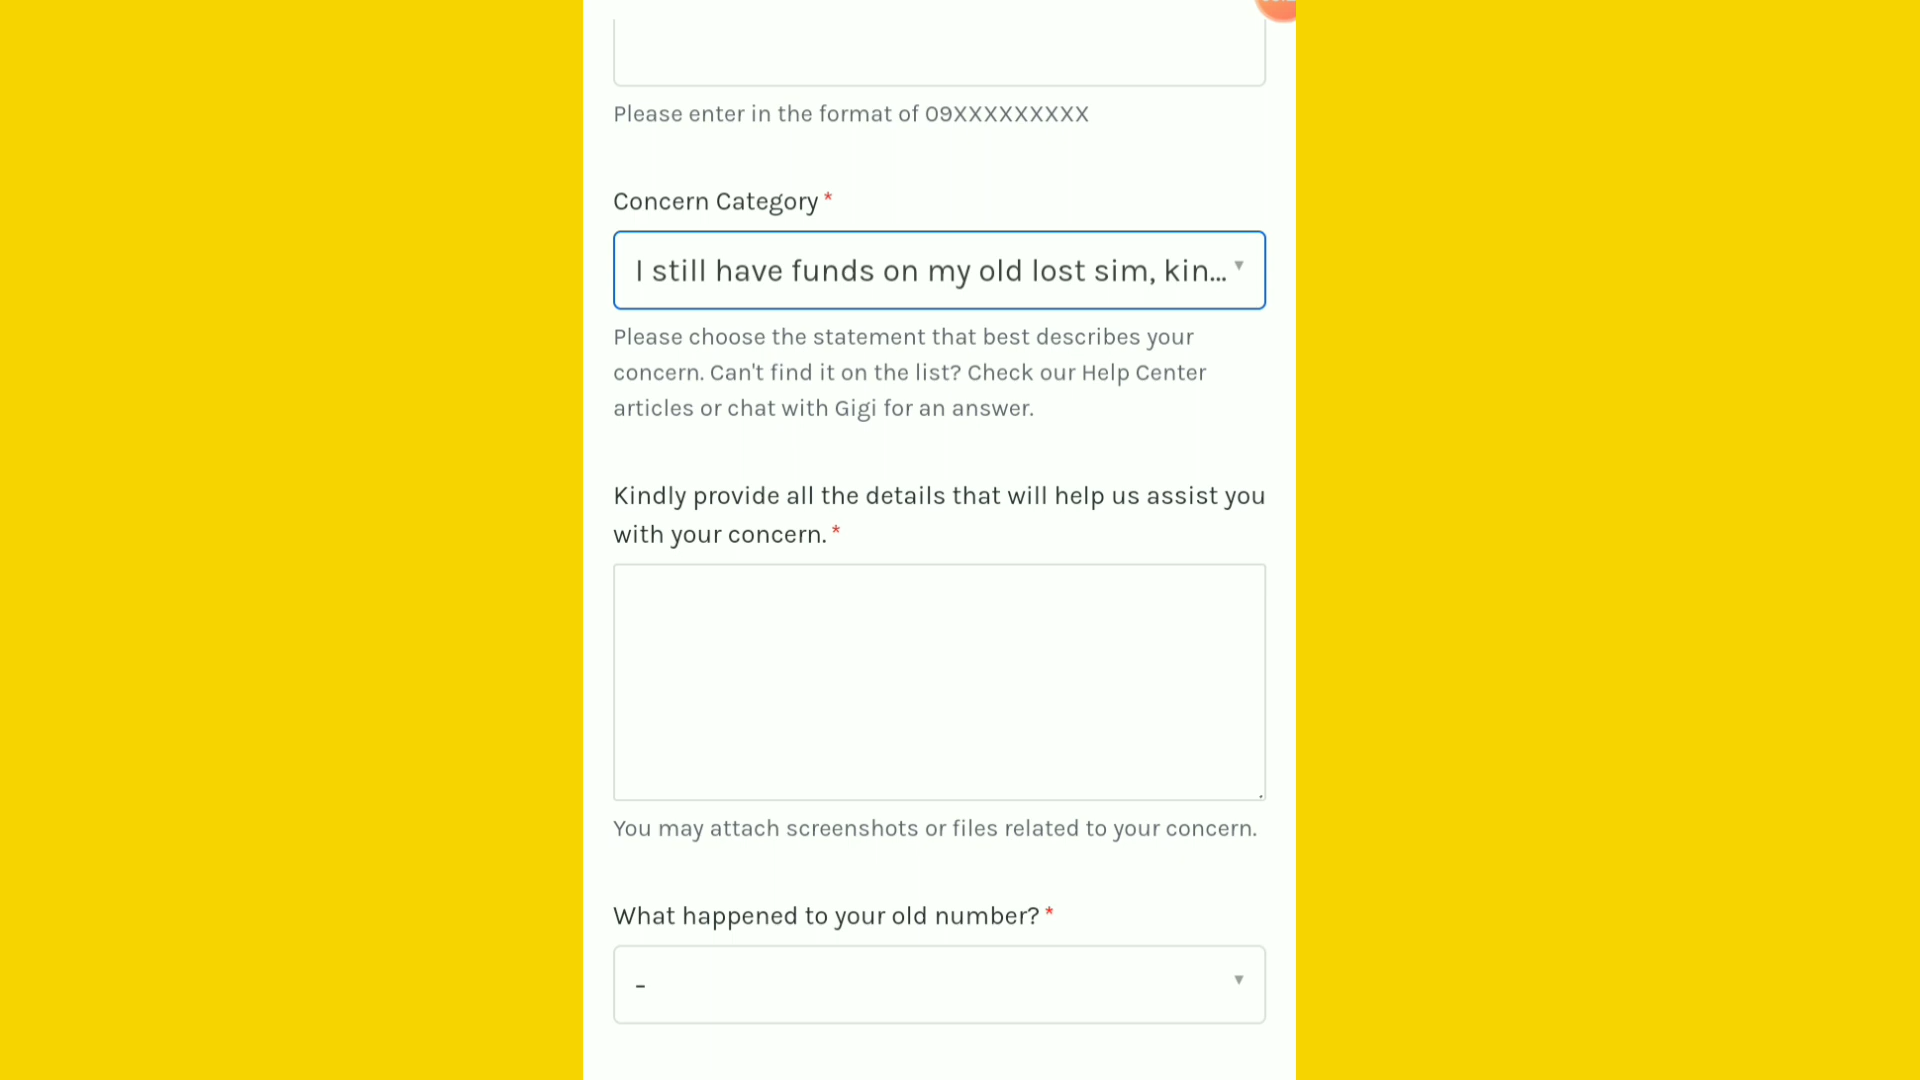 Please enter in the format of 09XXXXXXXXX
Concern Category *
I still have funds on my old lost sim, kin...
Please choose the statement that best describes your
concern. Can't find it on the list? Check our Help Center
articles or chat with Gigi for an answer.
Kindly provide all the details that will help us assist you
with your concern. *
You may attach screenshots or files related to your concern.
What happened to your old number? *
-